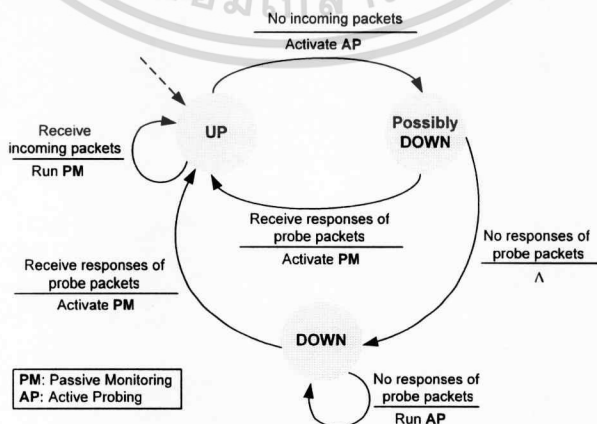 No incoming packets
Activate AP
UP
Possibly
DOWN
Receive
incoming packets
Run PM
Receive responses of
probe packets
Activate PM
No responses of
probe packets
Λ
Receive responses of
probe packets
Activate PM
DOWN
No responses of
probe packets
Run AP
PM: Passive Monitoring
AP: Active Probing